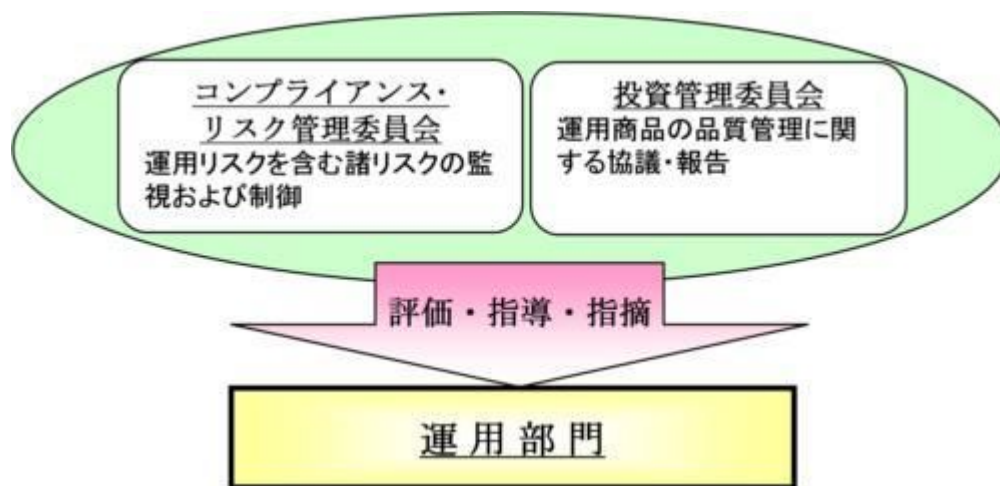 コンプライアンス・
リスク管理委員会
運用リスクを含む諸リスクの監
視および制御
投資管理委員会
運用商品の品質管理に関
する協議・報告
評価・指導・指摘
運用部門